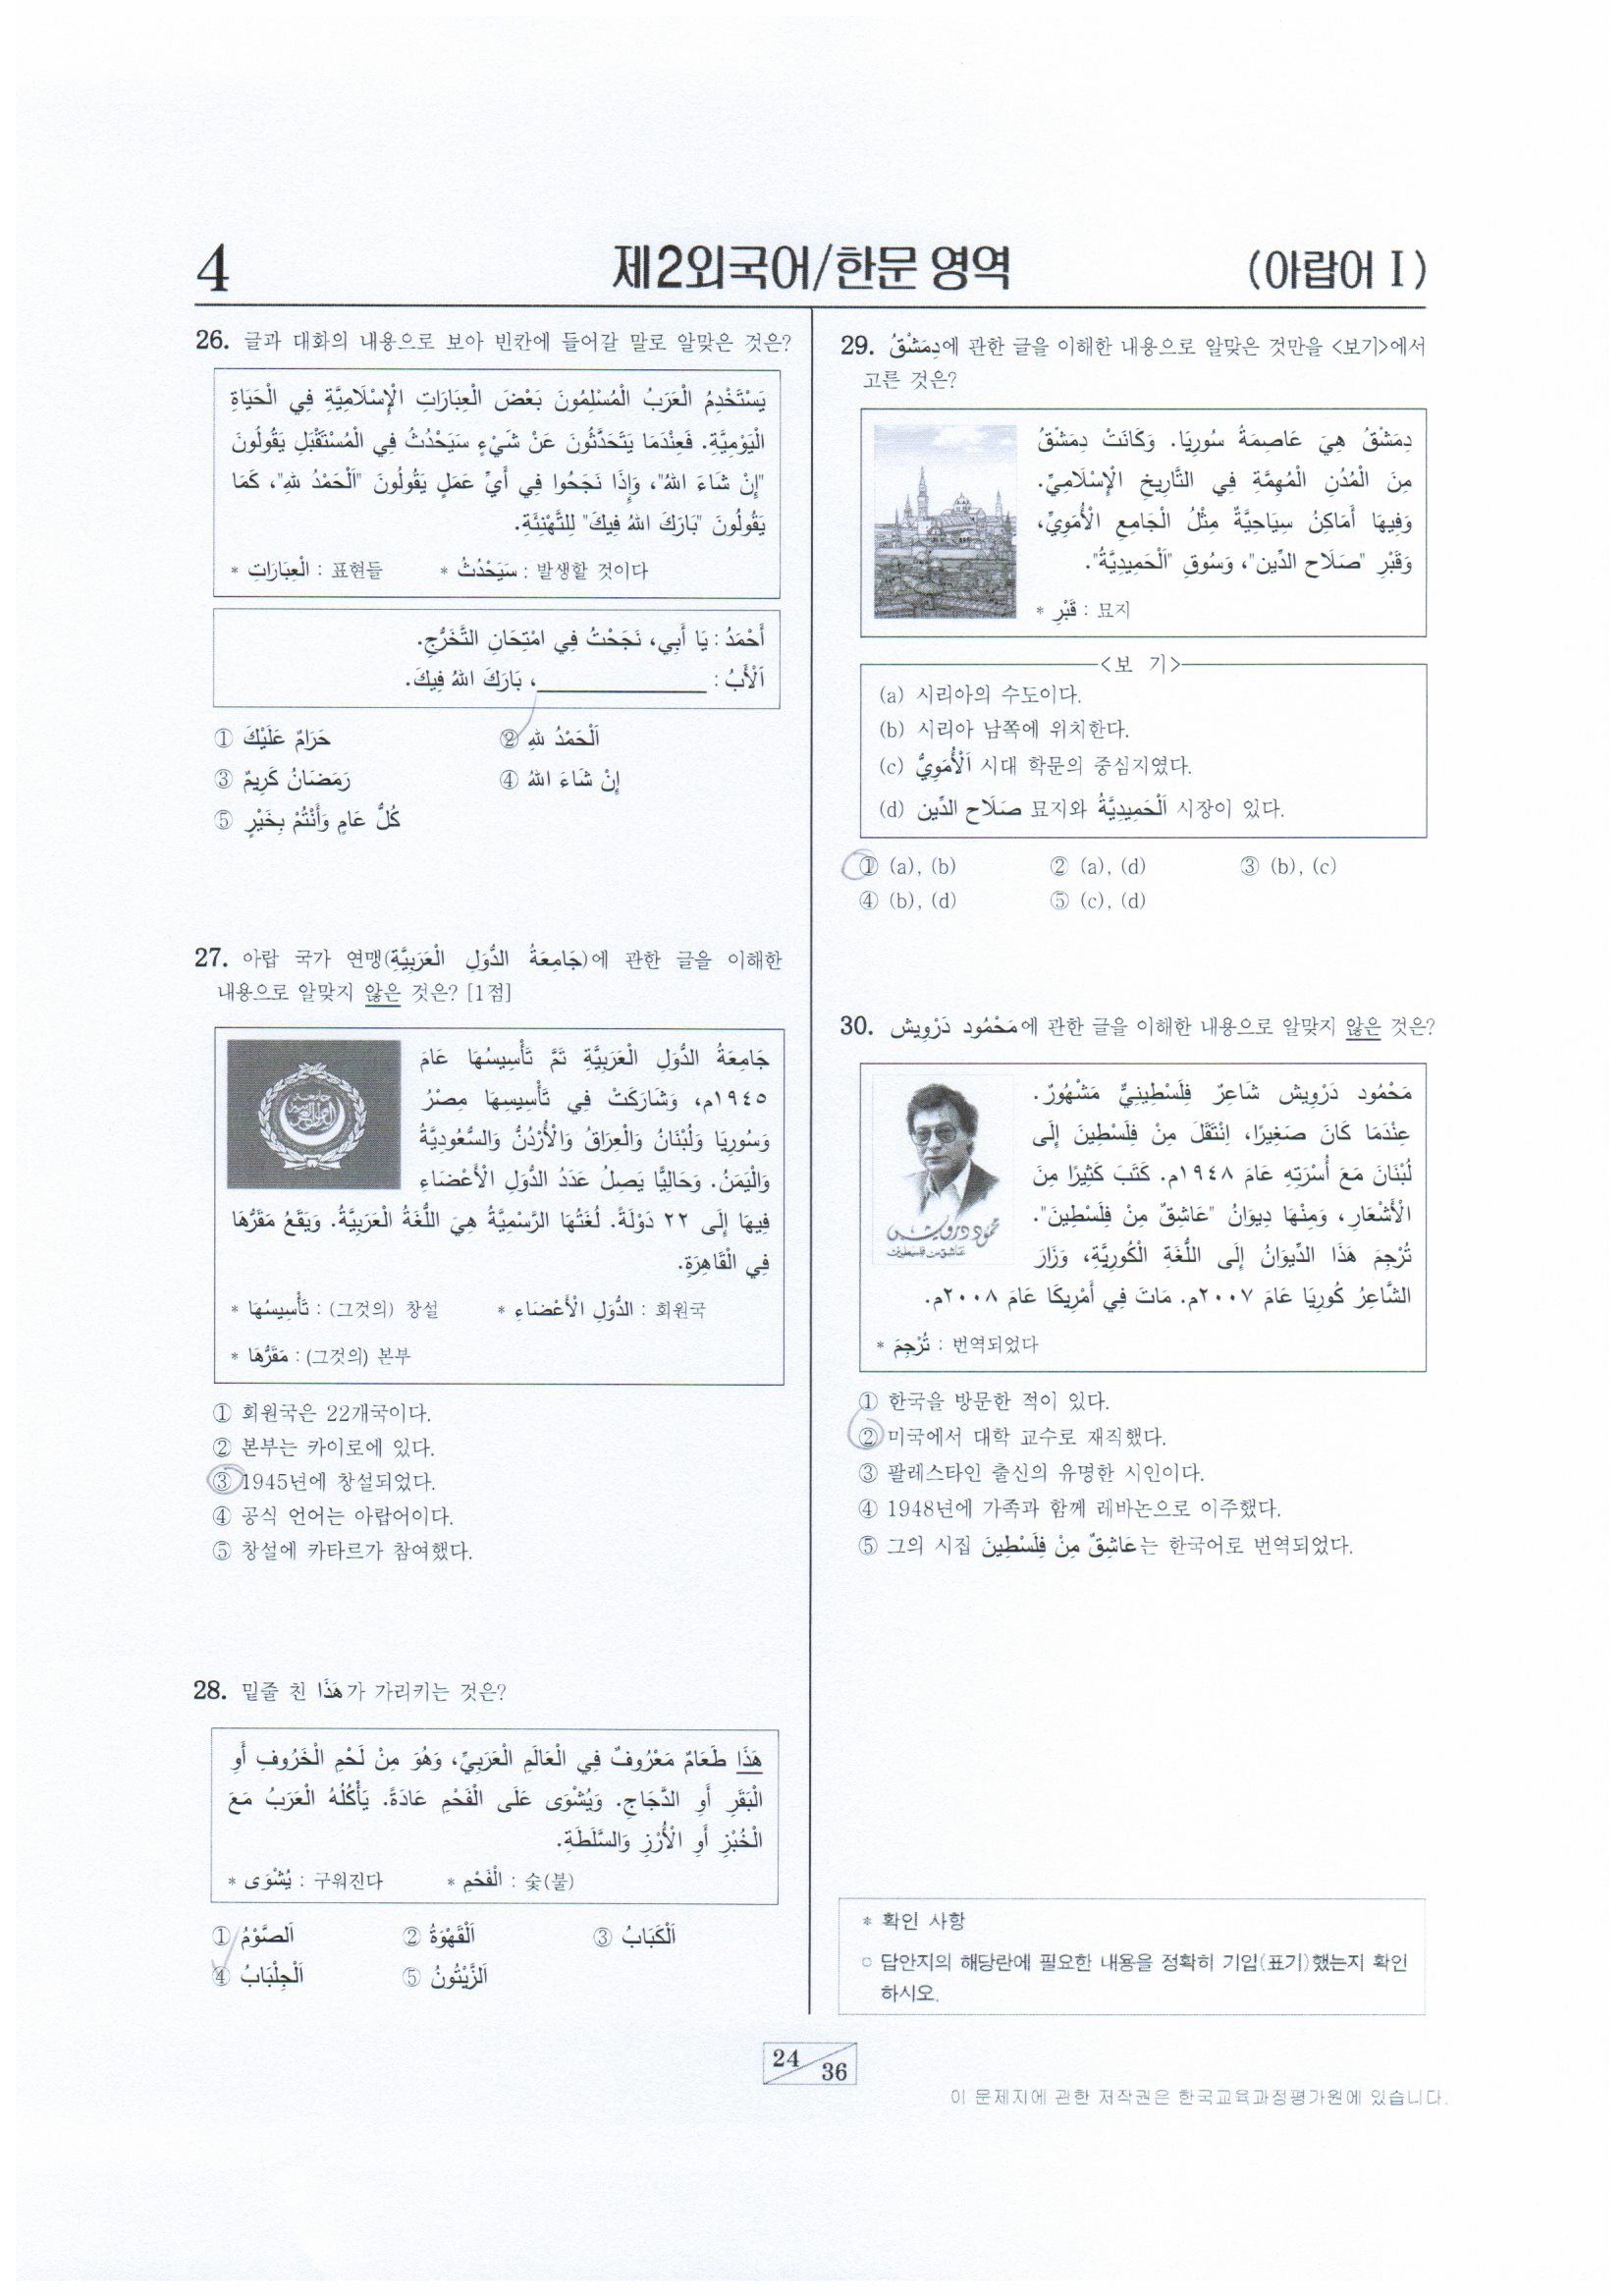 4
제2외국어/한문 영역
(아랍어 I)
26. 글과 대화의 내용으로 보아 빈칸에 들어갈 말로 알맞은 것은?
يَسْتَخْدِمُ الْعَرَبُ الْمُسْلِمُونَ بَعْضَ الْعِبَارَاتِ الْإِسْلَامِيَّةِ فِي الْحَيَاةِ
الْيَوْمِيَّةِ. فَعِنْدَمَا يَتَحَدَّثُونَ عَنْ شَيْءٍ سَيَحْدُثُ فِي الْمُسْتَقْبَلِ يَقُولُونَ
"إِنْ شَاءَ اللهُ"، وَإِذَا نَجَحُوا فِي أَيِّ عَمَلٍ يَقُولُونَ "اَلْحَمْدُ لِلهِ"، كَمَا
يَقُولُونَ "بَارَكَ اللهُ فِيكَ" لِلتَّهْنِئَةِ.
* الْعِبَارَاتِ : 표현들 * سَيَحْدُثُ : 발생할 것이다
أَحْمَدُ : يَا أَبِي، نَجَحْتُ فِي امْتِحَانِ التَّخَرُّجِ.
اَلْأَبُ : ____________، بَارَكَ اللهُ فِيكَ.
① حَرَامٌ عَلَيْكَ ② اَلْحَمْدُ لِلهِ
③ رَمَضَانُ كَرِيمٌ ④ إِنْ شَاءَ اللهُ
⑤ كُلُّ عَامٍ وَأَنْتُمْ بِخَيْرٍ
27. 아랍 국가 연맹(جَامِعَةُ الدُّوَلِ الْعَرَبِيَّةِ)에 관한 글을 이해한
내용으로 알맞지 않은 것은? [1점]
جَامِعَةُ الدُّوَلِ الْعَرَبِيَّةِ تَمَّ تَأْسِيسُهَا عَامَ
١٩٤٥م، وَشَارَكَتْ فِي تَأْسِيسِهَا مِصْرُ
وَسُورِيَا وَلُبْنَانُ وَالْعِرَاقُ وَالْأُرْدُنُّ وَالسُّعُودِيَّةُ
وَالْيَمَنُ. وَحَالِيًّا يَصِلُ عَدَدُ الدُّوَلِ الْأَعْضَاءِ
فِيهَا إِلَى ٢٢ دَوْلَةً. لُغَتُهَا الرَّسْمِيَّةُ هِيَ اللُّغَةُ الْعَرَبِيَّةُ. وَيَقَعُ مَقَرُّهَا
فِي الْقَاهِرَةِ.
* تَأْسِيسُهَا : (그것의) 창설 * الدُّوَلِ الْأَعْضَاءِ : 회원국
* مَقَرُّهَا : (그것의) 본부
① 회원국은 22개국이다.
② 본부는 카이로에 있다.
③ 1945년에 창설되었다.
④ 공식 언어는 아랍어이다.
⑤ 창설에 카타르가 참여했다.
28. 밑줄 친 هَذَا가 가리키는 것은?
هَذَا طَعَامٌ مَعْرُوفٌ فِي الْعَالَمِ الْعَرَبِيِّ، وَهُوَ مِنْ لَحْمِ الْخَرُوفِ أَوِ
الْبَقَرِ أَوِ الدَّجَاجِ. وَيُشْوَى عَلَى الْفَحْمِ عَادَةً. يَأْكُلُهُ الْعَرَبُ مَعَ
الْخُبْزِ أَوِ الْأُرْزِ وَالسَّلَطَةِ.
* يُشْوَى : 구워진다 * الْفَحْمِ : 숯(불)
① اَلصَّوْمُ ② اَلْقَهْوَةُ ③ اَلْكَبَابُ
④ اَلْجِلْبَابُ ⑤ اَلزَّيْتُونُ
29. دِمَشْقُ에 관한 글을 이해한 내용으로 알맞은 것만을 <보기>에서
고른 것은?
دِمَشْقُ هِيَ عَاصِمَةُ سُورِيَا. وَكَانَتْ دِمَشْقُ
مِنَ الْمُدُنِ الْمُهِمَّةِ فِي التَّارِيخِ الْإِسْلَامِيِّ.
وَفِيهَا أَمَاكِنُ سِيَاحِيَّةٌ مِثْلُ الْجَامِعِ الْأُمَوِيِّ،
وَقَبْرِ "صَلَاح الدِّين"، وَسُوقِ "اَلْحَمِيدِيَّةُ".
* قَبْرِ : 묘지
<보 기>
(a) 시리아의 수도이다.
(b) 시리아 남쪽에 위치한다.
(c) اَلْأُمَوِيُّ 시대 학문의 중심지였다.
(d) صَلَاح الدِّين 묘지와 اَلْحَمِيدِيَّةُ 시장이 있다.
① (a), (b) ② (a), (d) ③ (b), (c)
④ (b), (d) ⑤ (c), (d)
30. مَحْمُود دَرْوِيش에 관한 글을 이해한 내용으로 알맞지 않은 것은?
مَحْمُود دَرْوِيش شَاعِرٌ فِلَسْطِينِيٌّ مَشْهُورٌ.
عِنْدَمَا كَانَ صَغِيرًا، اِنْتَقَلَ مِنْ فِلَسْطِينَ إِلَى
لُبْنَانَ مَعَ أُسْرَتِهِ عَامَ ١٩٤٨م. كَتَبَ كَثِيرًا مِنَ
الْأَشْعَارِ، وَمِنْهَا دِيوَانُ "عَاشِقٌ مِنْ فِلَسْطِينَ".
تُرْجِمَ هَذَا الدِّيوَانُ إِلَى اللُّغَةِ الْكُورِيَّةِ، وَزَارَ
الشَّاعِرُ كُورِيَا عَامَ ٢٠٠٧م. مَاتَ فِي أَمْرِيكَا عَامَ ٢٠٠٨م.
محمود درويش
عاشق من فلسطين
* تُرْجِمَ : 번역되었다
① 한국을 방문한 적이 있다.
② 미국에서 대학 교수로 재직했다.
③ 팔레스타인 출신의 유명한 시인이다.
④ 1948년에 가족과 함께 레바논으로 이주했다.
⑤ 그의 시집 عَاشِقٌ مِنْ فِلَسْطِينَ는 한국어로 번역되었다.
* 확인 사항
○ 답안지의 해당란에 필요한 내용을 정확히 기입(표기)했는지 확인
하시오.
24 36
이 문제지에 관한 저작권은 한국교육과정평가원에 있습니다.